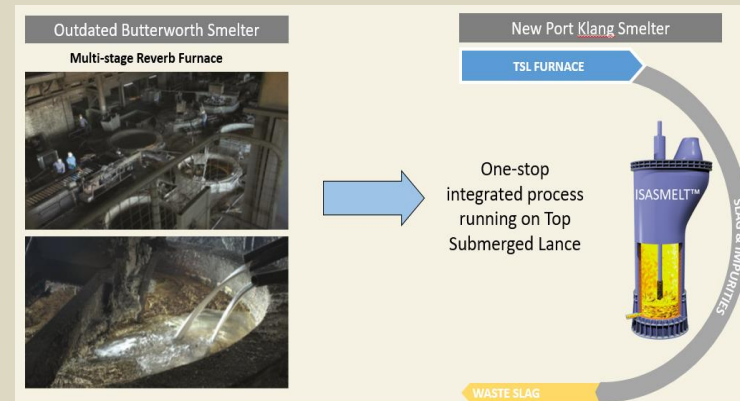 Outdated Butterworth Smelter
Multi-stage Reverb Furnace
New Port Klang Smelter
TSL FURNACE
One-stop
integrated process
running on Top
Submerged Lance
ISASMELT™
SLAG & IMPURITIES
WASTE SLAG